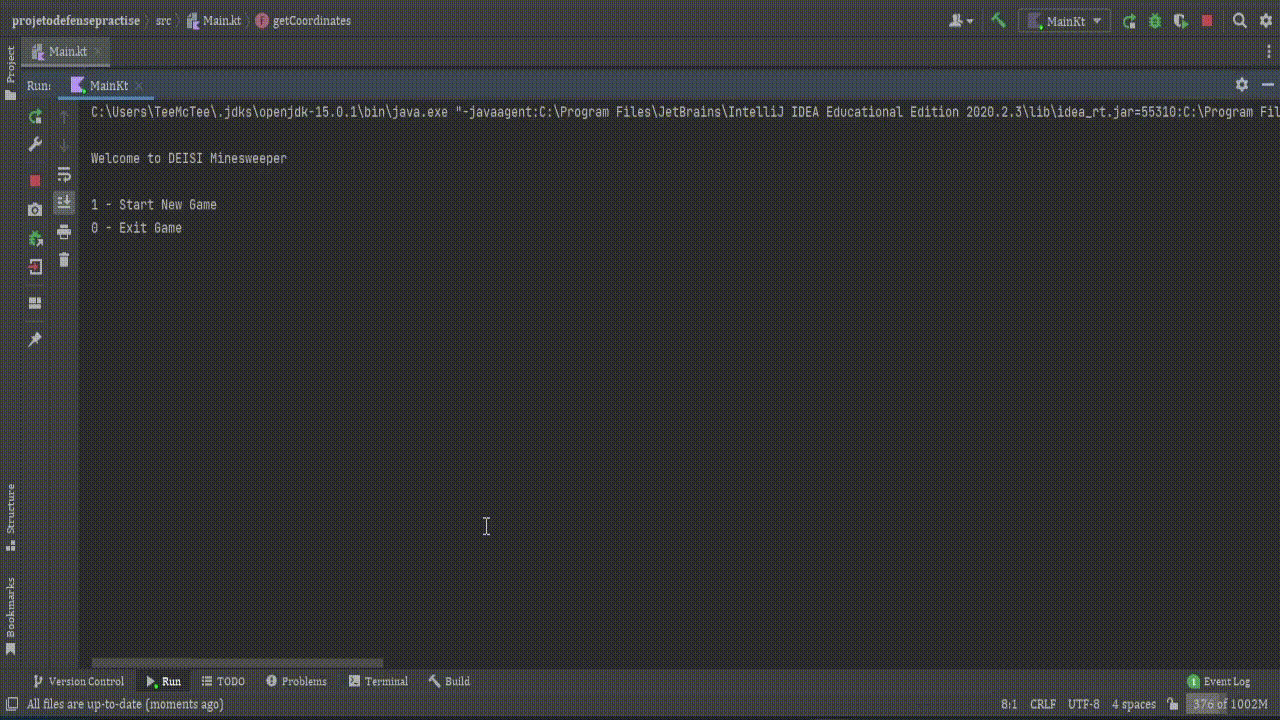 projetodefensepractise src Main.kt getCoordinates MainKt
Project
Main.kt
Run: MainKt
C:\Users\TeeMcTee\.jdks\openjdk-15.0.1\bin\java.exe "-javaagent:C:\Program Files\JetBrains\IntelliJ IDEA Educational Edition 2020.2.3\lib\idea_rt.jar=55310:C:\Program Fil
Welcome to DEISI Minesweeper
1 - Start New Game
0 - Exit Game
Structure
Bookmarks
Version Control Run TODO Problems Terminal Build 1 Event Log
All files are up-to-date (moments ago) 8:1 CRLF UTF-8 4 spaces 376 of 1002M